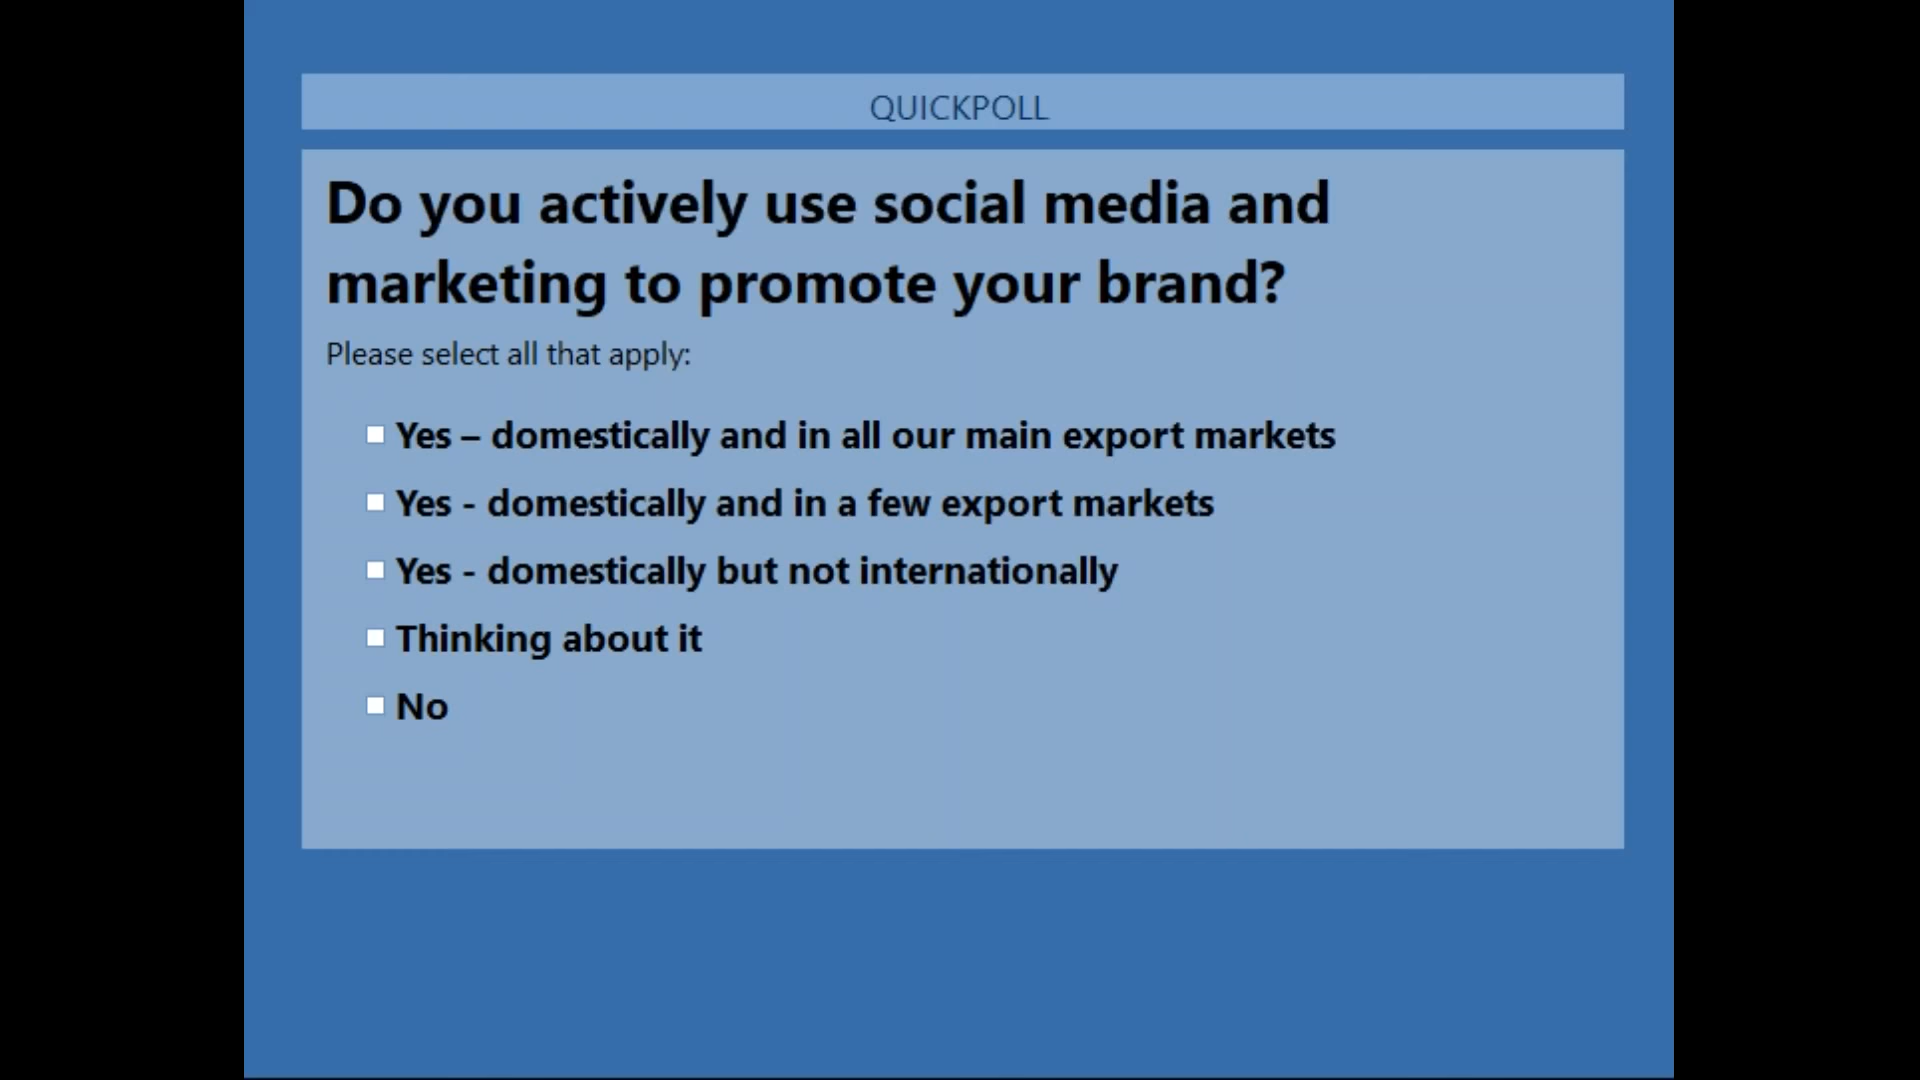 QUICKPOLL
Do you actively use social media and
marketing to promote your brand?
Please select all that apply:
Yes – domestically and in all our main export markets
Yes - domestically and in a few export markets
Yes - domestically but not internationally
Thinking about it
No